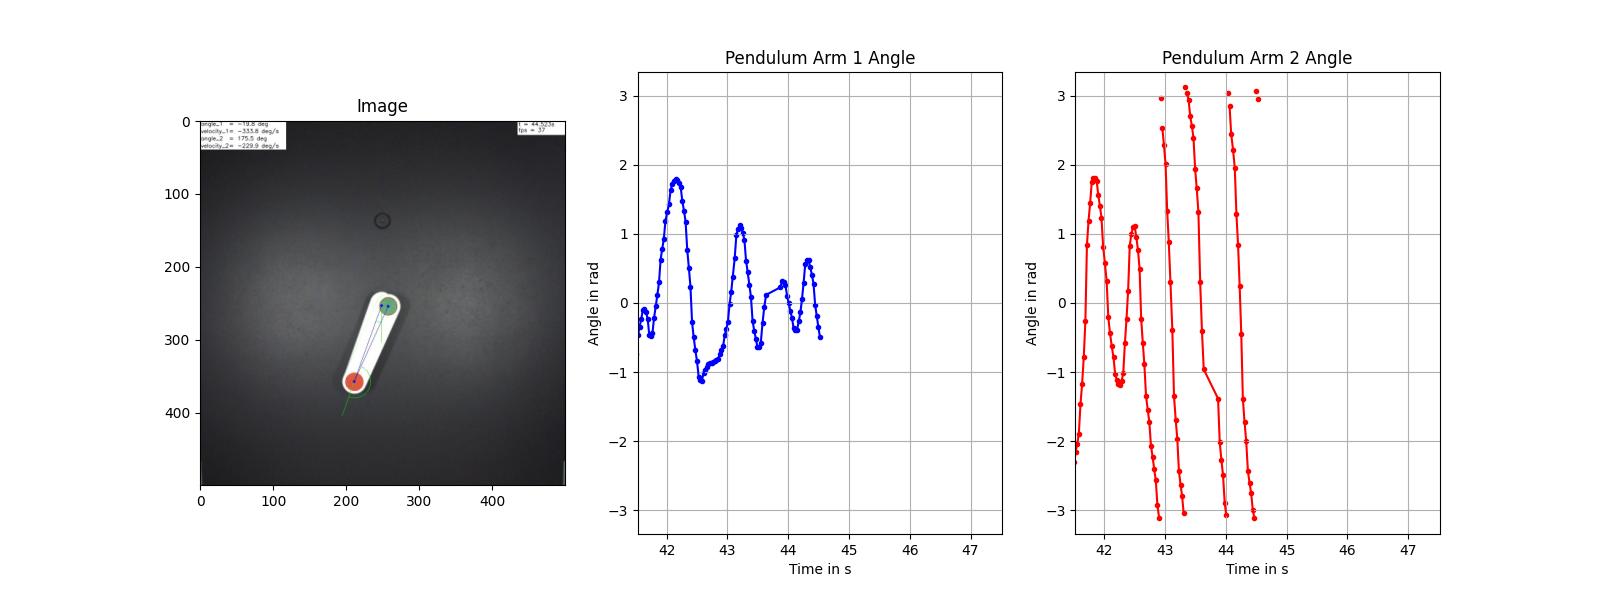 Image
Pendulum Arm 1 Angle
Pendulum Arm 2 Angle
angle_1 = -19.8 deg
velocity_1= -333.8 deg/s
angle_2 = 175.5 deg
velocity_2= -229.9 deg/s
t = 44.523s
fps = 37
0
100
200
300
400
0 100 200 300 400
Angle in rad
3
2
1
0
−1
−2
−3
42 43 44 45 46 47
Time in s
Angle in rad
3
2
1
0
−1
−2
−3
42 43 44 45 46 47
Time in s